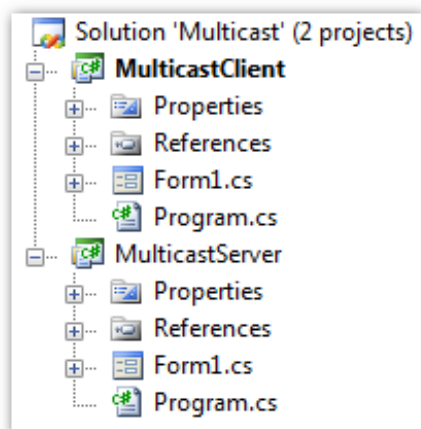 Solution 'Multicast' (2 projects)
MulticastClient
Properties
References
Form1.cs
Program.cs
MulticastServer
Properties
References
Form1.cs
Program.cs